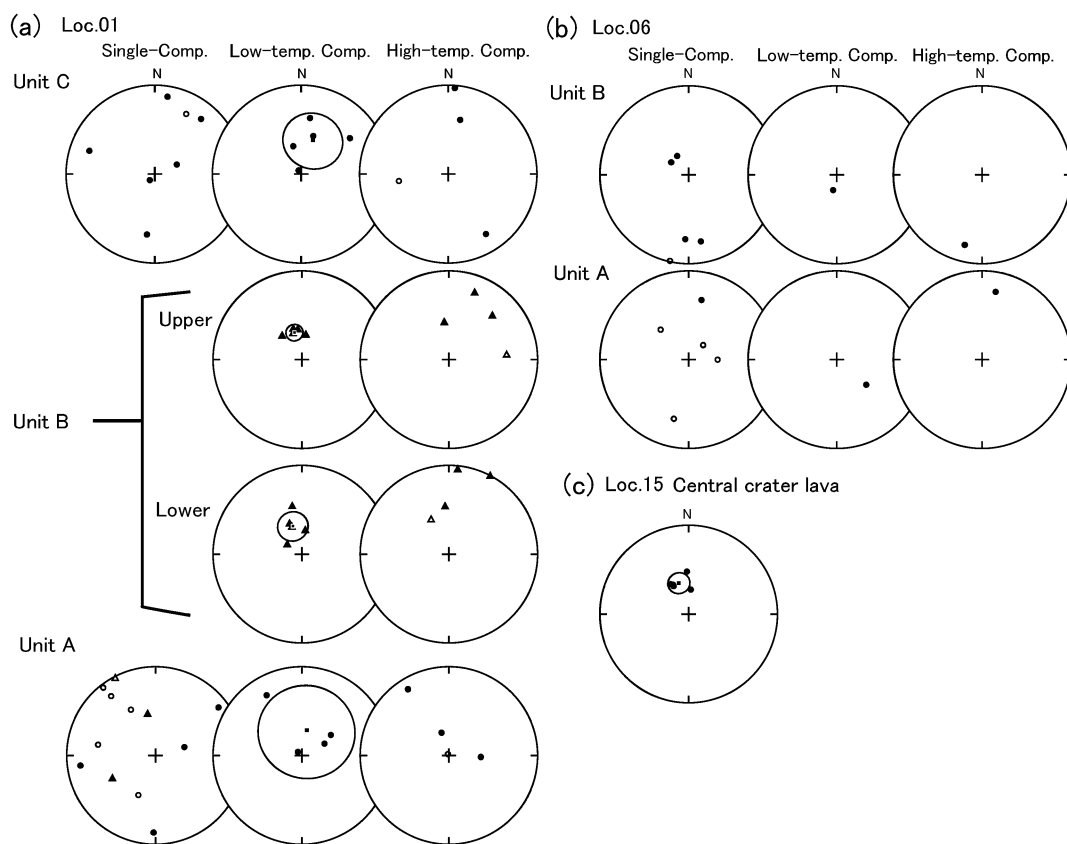 (a) Loc.01
Single-Comp. Low-temp. Comp. High-temp. Comp.
Unit C
N N N
Upper
Unit B
Lower
Unit A
(b) Loc.06
Single-Comp. Low-temp. Comp. High-temp. Comp.
N N N
Unit B
Unit A
(c) Loc.15 Central crater lava
N